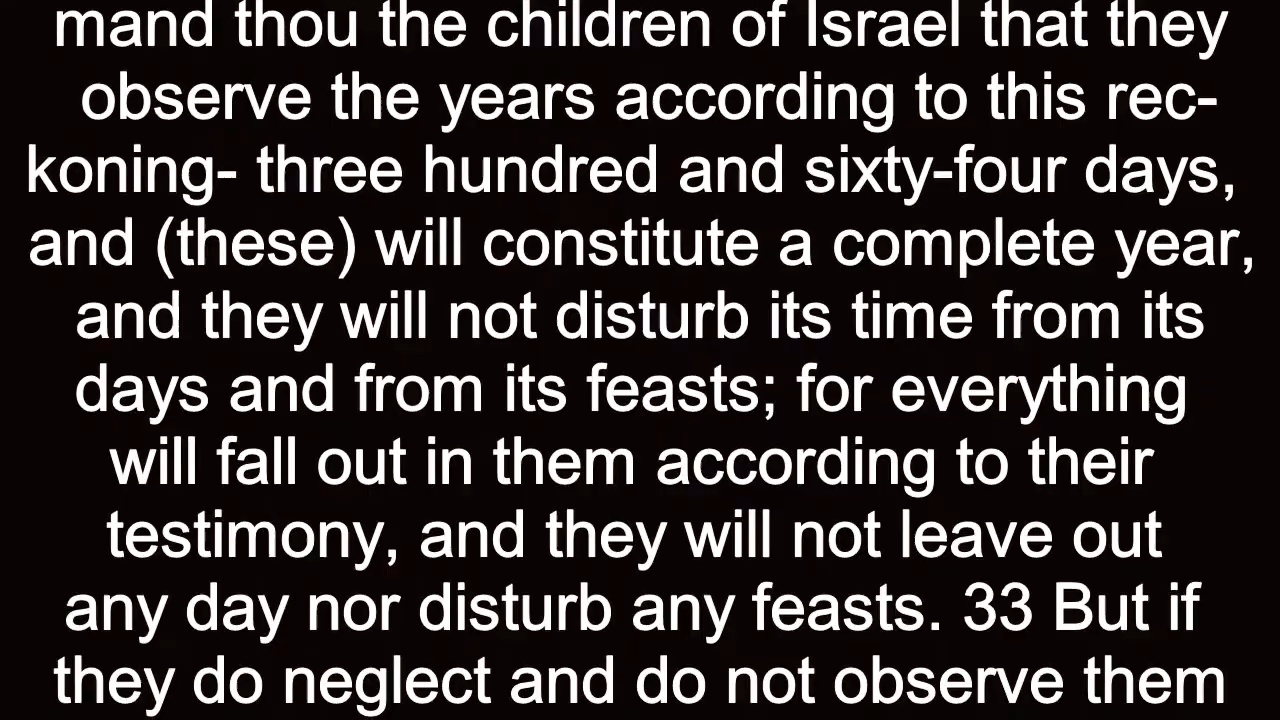 mand thou the children of Israel that they
observe the years according to this rec-
koning- three hundred and sixty-four days,
and (these) will constitute a complete year,
and they will not disturb its time from its
days and from its feasts; for everything
will fall out in them according to their
testimony, and they will not leave out
any day nor disturb any feasts. 33 But if
they do neglect and do not observe them